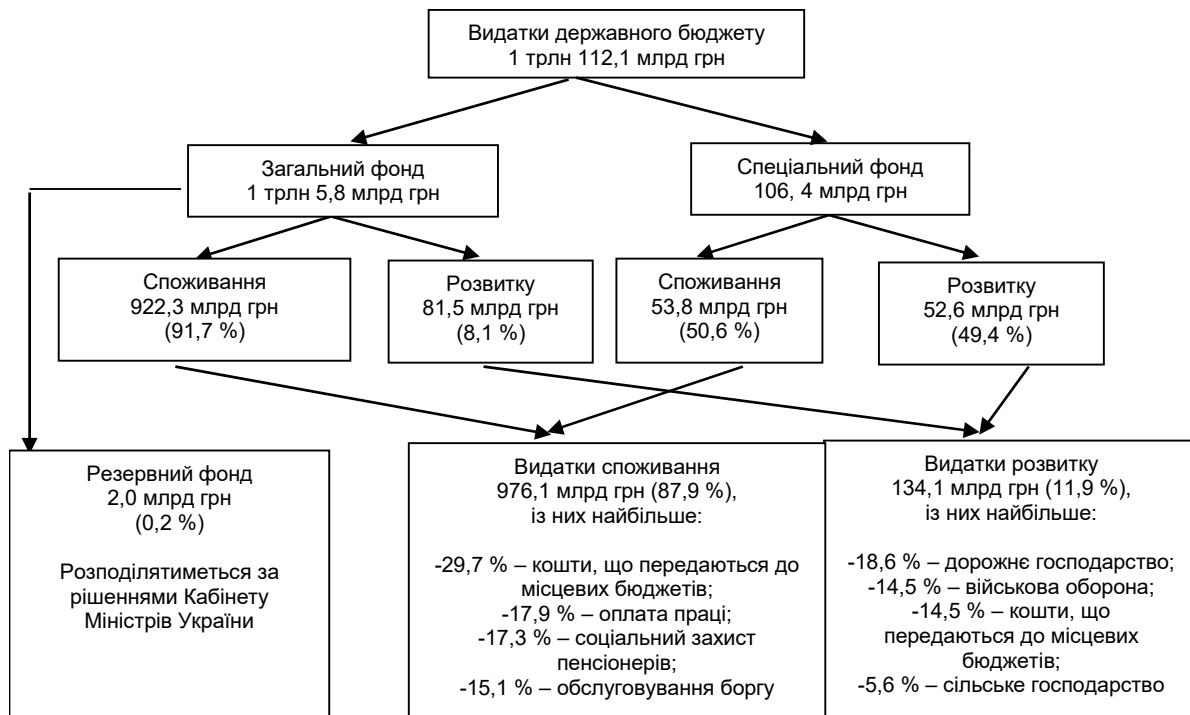 Видатки державного бюджету
1 трлн 112,1 млрд грн
Загальний фонд
1 трлн 5,8 млрд грн
Спеціальний фонд
106, 4 млрд грн
Споживання
922,3 млрд грн
(91,7 %)
Розвитку
81,5 млрд грн
(8,1 %)
Споживання
53,8 млрд грн
(50,6 %)
Розвитку
52,6 млрд грн
(49,4 %)
Резервний фонд
2,0 млрд грн
(0,2 %)
Розподілятиметься за
рішеннями Кабінету
Міністрів України
Видатки споживання
976,1 млрд грн (87,9 %),
із них найбільше:
-29,7 % – кошти, що передаються до
місцевих бюджетів;
-17,9 % – оплата праці;
-17,3 % – соціальний захист
пенсіонерів;
-15,1 % – обслуговування боргу
Видатки розвитку
134,1 млрд грн (11,9 %),
із них найбільше:
-18,6 % – дорожнє господарство;
-14,5 % – військова оборона;
-14,5 % – кошти, що
передаються до місцевих
бюджетів;
-5,6 % – сільське господарство